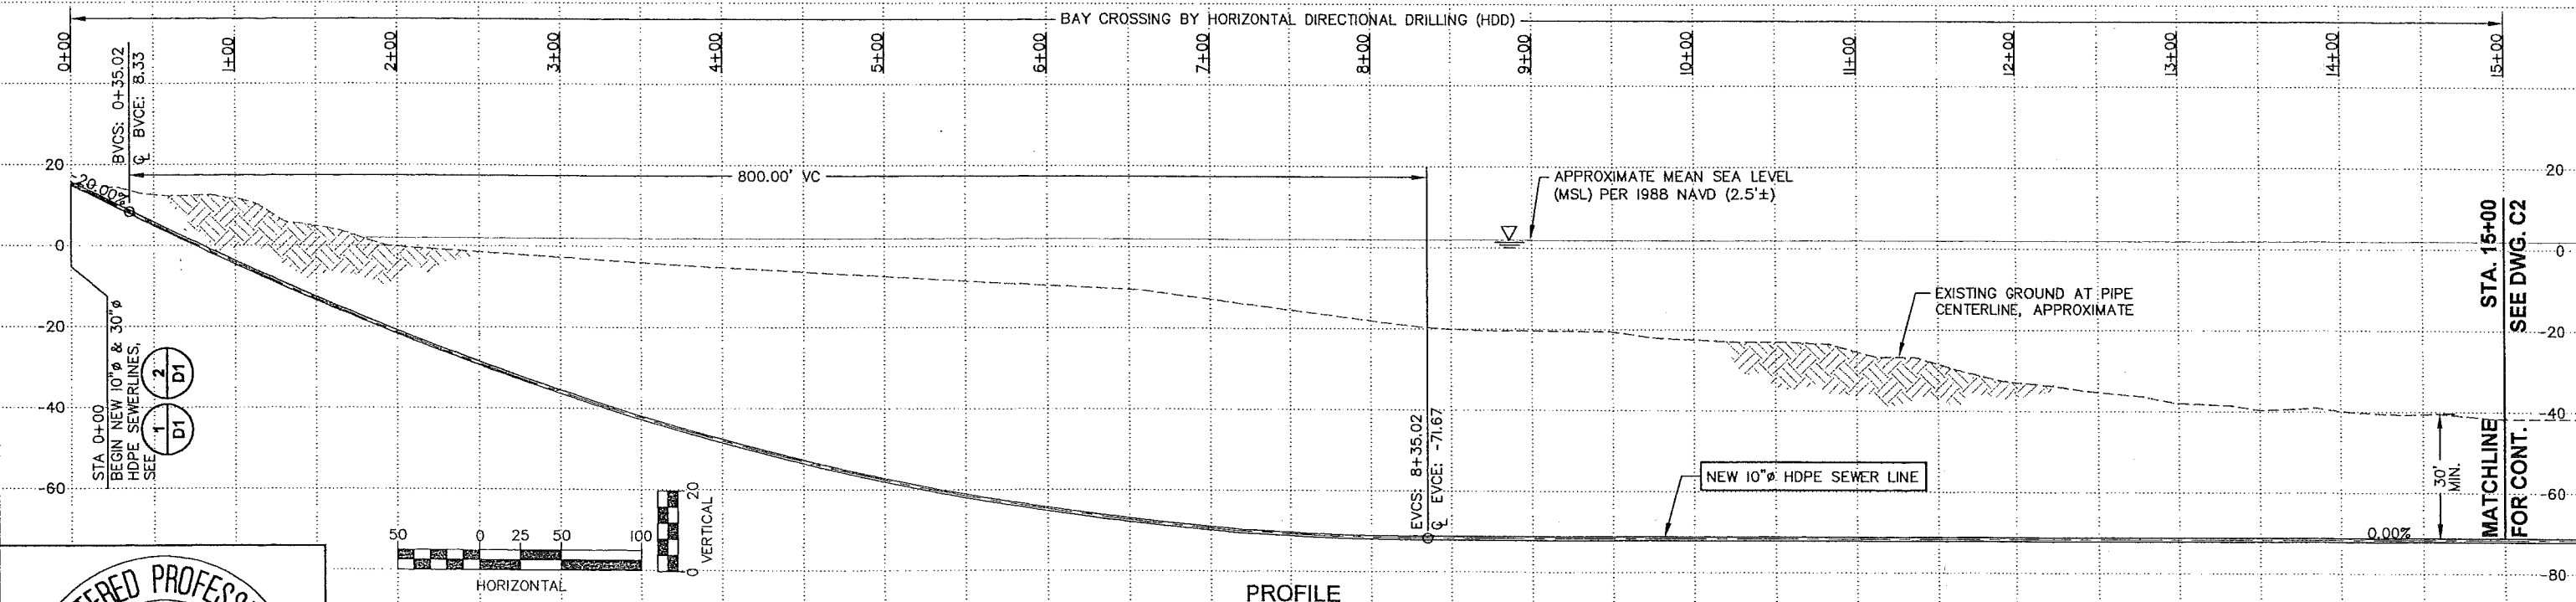 BAY CROSSING BY HORIZONTAL DIRECTIONAL DRILLING (HDD)
0+00
1+00
2+00
3+00
4+00
5+00
6+00
7+00
8+00
9+00
10+00
11+00
12+00
13+00
14+00
15+00
BVCS: 0+35.02
℄ BVCE: 8.33
20
0
-20
-40
-60
-20.00%
800.00' VC
APPROXIMATE MEAN SEA LEVEL
(MSL) PER 1988 NAVD (2.5'±)
EXISTING GROUND AT PIPE
CENTERLINE, APPROXIMATE
STA 0+00
BEGIN NEW 10"ø & 30"ø
HDPE SEWERLINES,
SEE
1
D1
2
D1
EVCS: 8+35.02
℄ EVCE: -71.67
NEW 10"ø HDPE SEWER LINE
0.00%
30'
MIN.
MATCHLINE STA. 15+00
FOR CONT. SEE DWG. C2
20
0
-20
-40
-60
-80
50 0 25 50 100
HORIZONTAL
0 20
VERTICAL
PROFILE